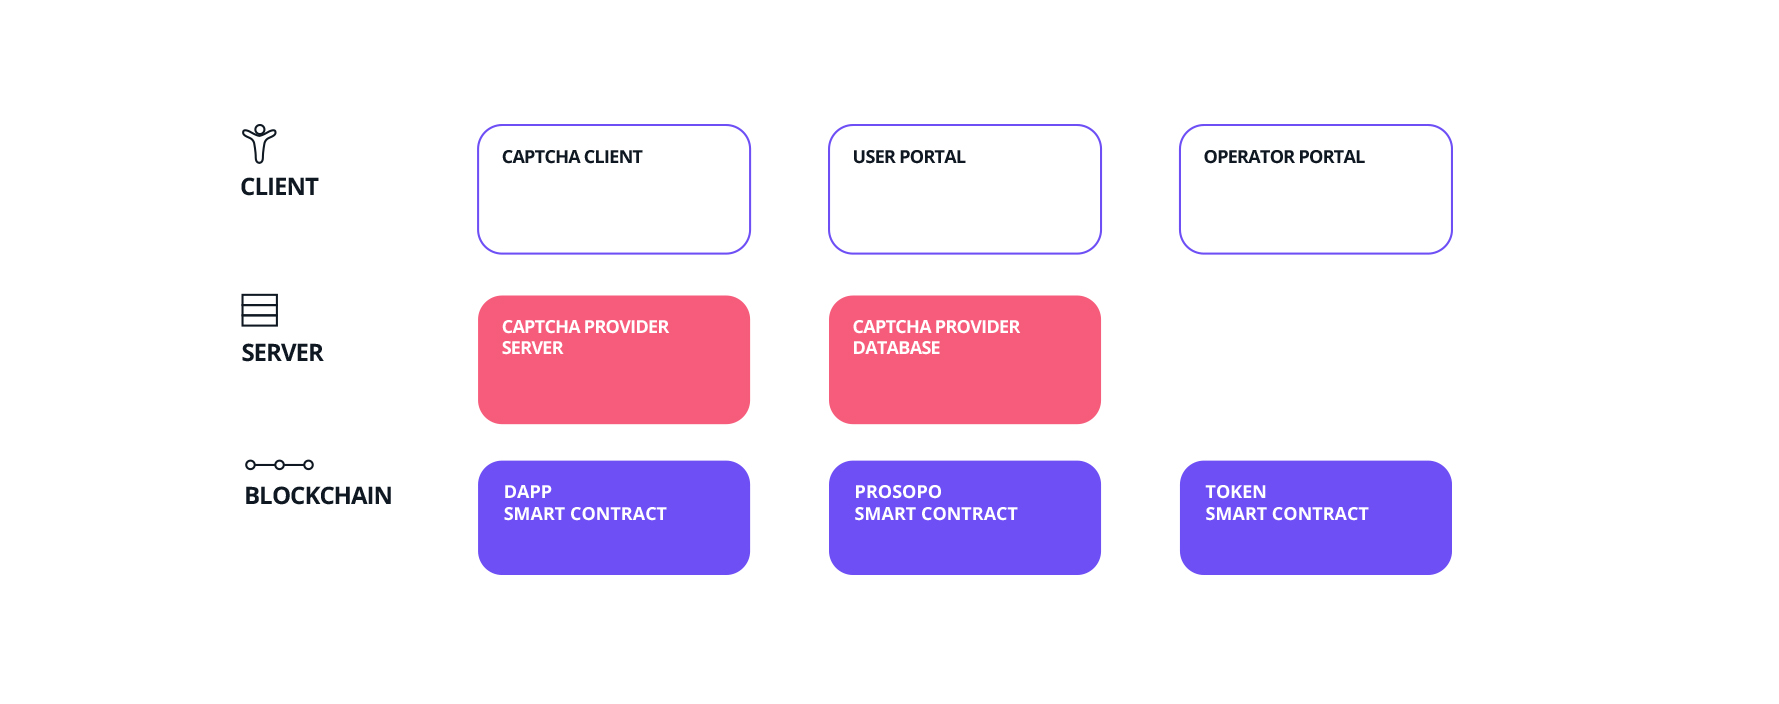 CLIENT
CAPTCHA CLIENT
USER PORTAL
OPERATOR PORTAL
SERVER
CAPTCHA PROVIDER
SERVER
CAPTCHA PROVIDER
DATABASE
BLOCKCHAIN
DAPP
SMART CONTRACT
PROSOPO
SMART CONTRACT
TOKEN
SMART CONTRACT